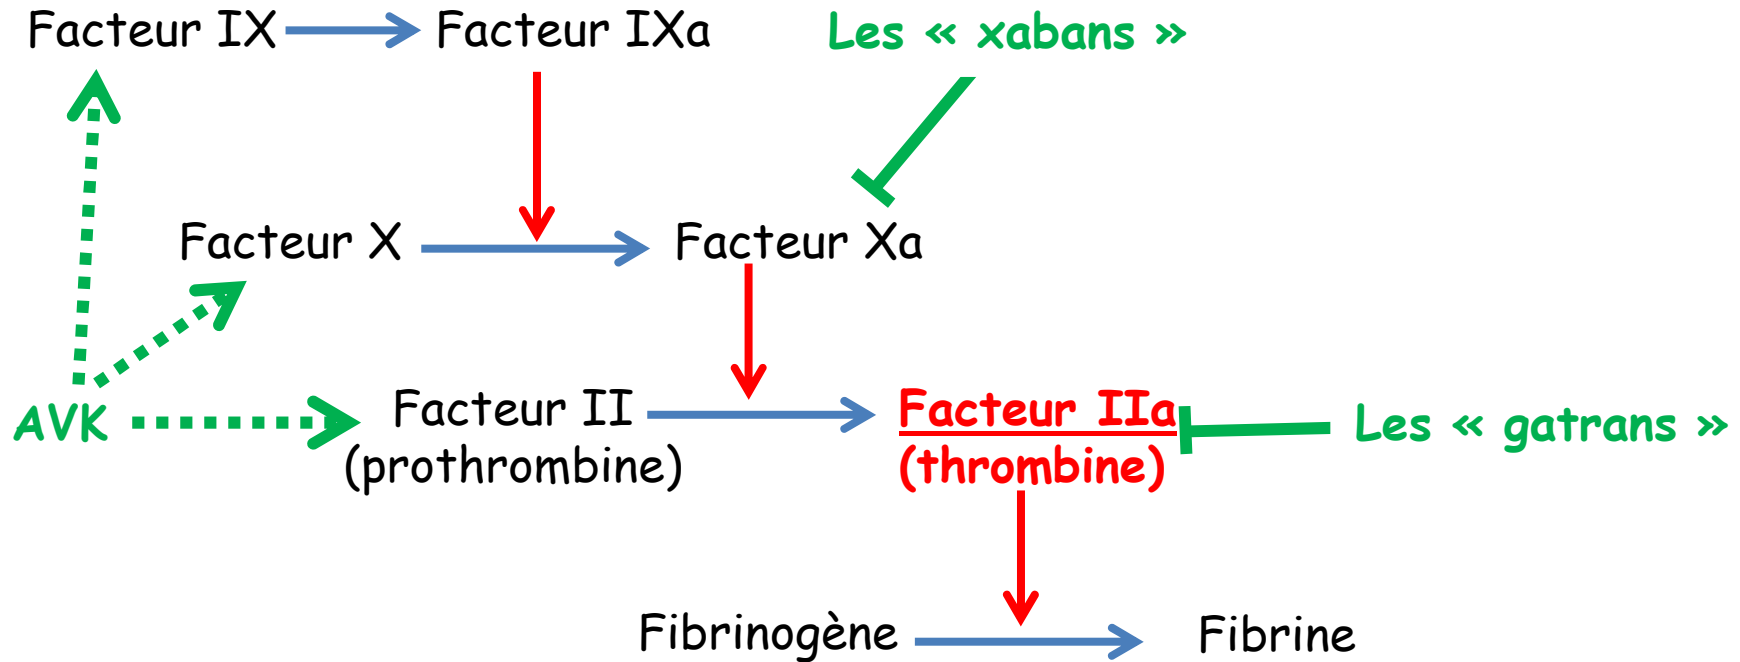 Facteur IX
Facteur IXa
Les « xabans »
Facteur X
Facteur Xa
AVK
Facteur II
(prothrombine)
Facteur IIa
(thrombine)
Les « gatrans »
Fibrinogène
Fibrine